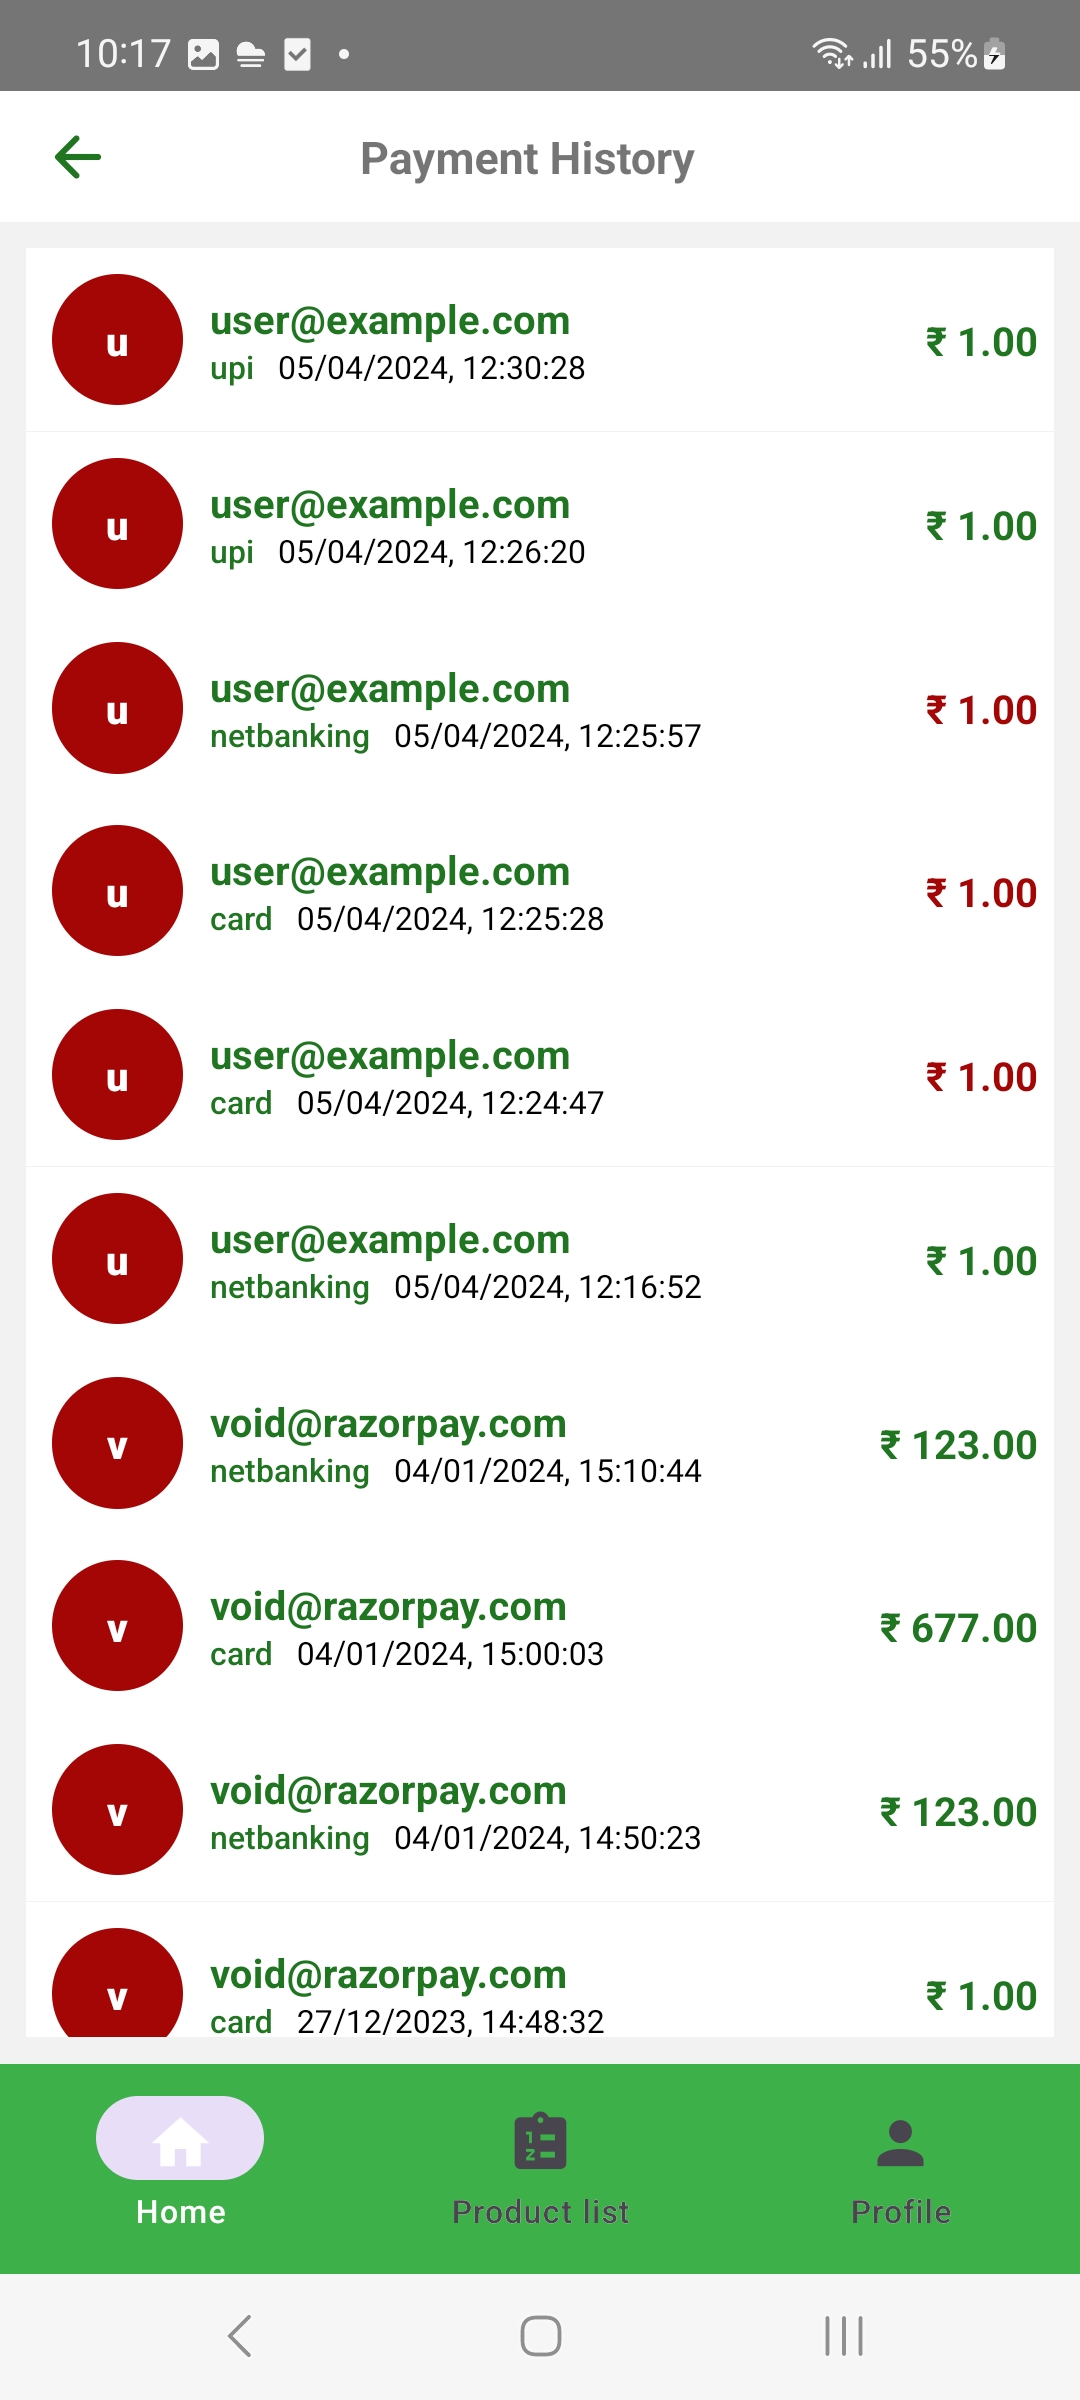 10:17
55%
Payment History
u
user@example.com
₹ 1.00
upi 05/04/2024, 12:30:28
u
user@example.com
₹ 1.00
upi 05/04/2024, 12:26:20
u
user@example.com
₹ 1.00
netbanking 05/04/2024, 12:25:57
u
user@example.com
₹ 1.00
card 05/04/2024, 12:25:28
u
user@example.com
₹ 1.00
card 05/04/2024, 12:24:47
u
user@example.com
₹ 1.00
netbanking 05/04/2024, 12:16:52
v
void@razorpay.com
₹ 123.00
netbanking 04/01/2024, 15:10:44
v
void@razorpay.com
₹ 677.00
card 04/01/2024, 15:00:03
v
void@razorpay.com
₹ 123.00
netbanking 04/01/2024, 14:50:23
v
void@razorpay.com
₹ 1.00
card 27/12/2023, 14:48:32
Home
Product list
Profile